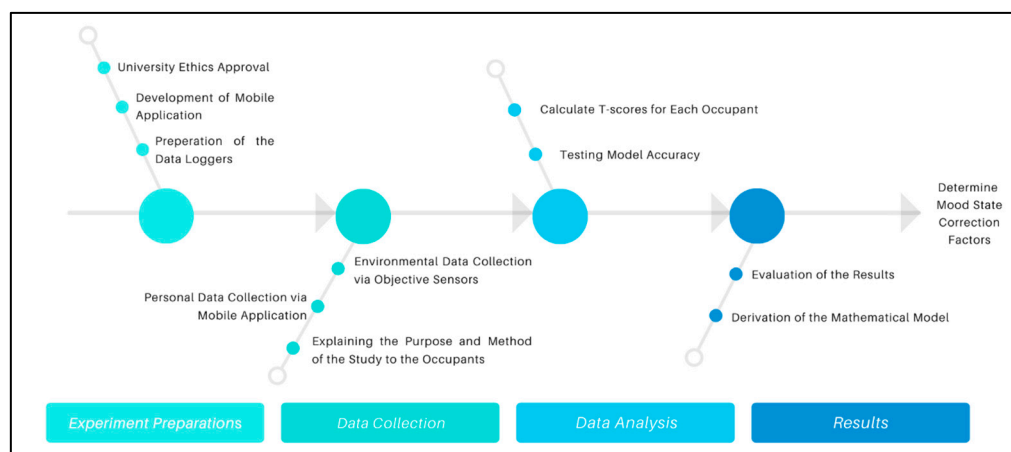 University Ethics Approval
Development of Mobile
Application
Preperation of the
Data Loggers
Calculate T-scores for Each Occupant
Testing Model Accuracy
Determine
Mood State
Correction
Factors
Environmental Data Collection
via Objective Sensors
Personal Data Collection via
Mobile Application
Explaining the Purpose and Method
of the Study to the Occupants
Evaluation of the Results
Derivation of the Mathematical Model
Experiment Preparations
Data Collection
Data Analysis
Results